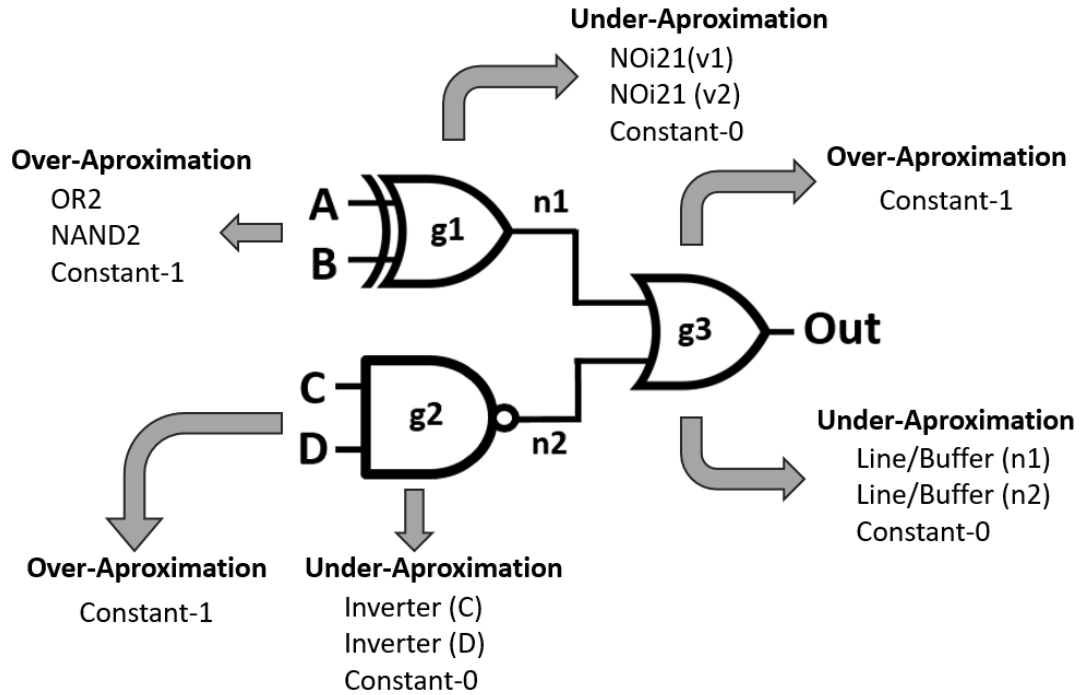 Under-Aproximation
NOi21(v1)
NOi21 (v2)
Constant-0
Over-Aproximation
OR2
NAND2
Constant-1
Over-Aproximation
Constant-1
A
B
g1
n1
g3
Out
C
D
g2
n2
Under-Aproximation
Line/Buffer (n1)
Line/Buffer (n2)
Constant-0
Over-Aproximation
Constant-1
Under-Aproximation
Inverter (C)
Inverter (D)
Constant-0